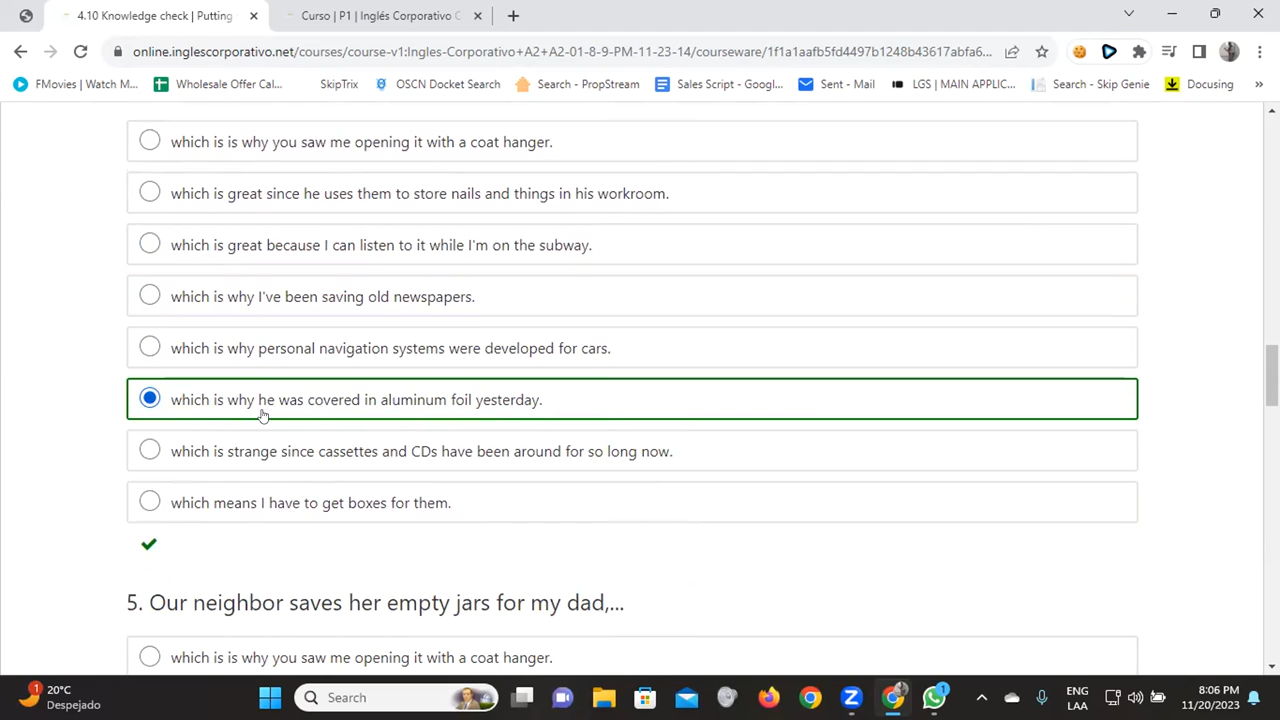 4.10 Knowledge check | Putting
Curso | P1 | Inglés Corporativo C
online.inglescorporativo.net/courses/course-v1:Ingles-Corporativo+A2+A2-01-8-9-PM-11-23-14/courseware/1f1a1aafb5fd4497b1248b43617abfa6...
FMovies | Watch M...
Wholesale Offer Cal...
SkipTrix
OSCN Docket Search
Search - PropStream
Sales Script - Googl...
Sent - Mail
LGS | MAIN APPLIC...
Search - Skip Genie
Docusing
»
which is is why you saw me opening it with a coat hanger.
which is great since he uses them to store nails and things in his workroom.
which is great because I can listen to it while I'm on the subway.
which is why I've been saving old newspapers.
which is why personal navigation systems were developed for cars.
which is why he was covered in aluminum foil yesterday.
which is strange since cassettes and CDs have been around for so long now.
which means I have to get boxes for them.
5. Our neighbor saves her empty jars for my dad,...
which is is why you saw me opening it with a coat hanger.
1
20°C
Despejado
Search
1
ENG
LAA
8:06 PM
11/20/2023